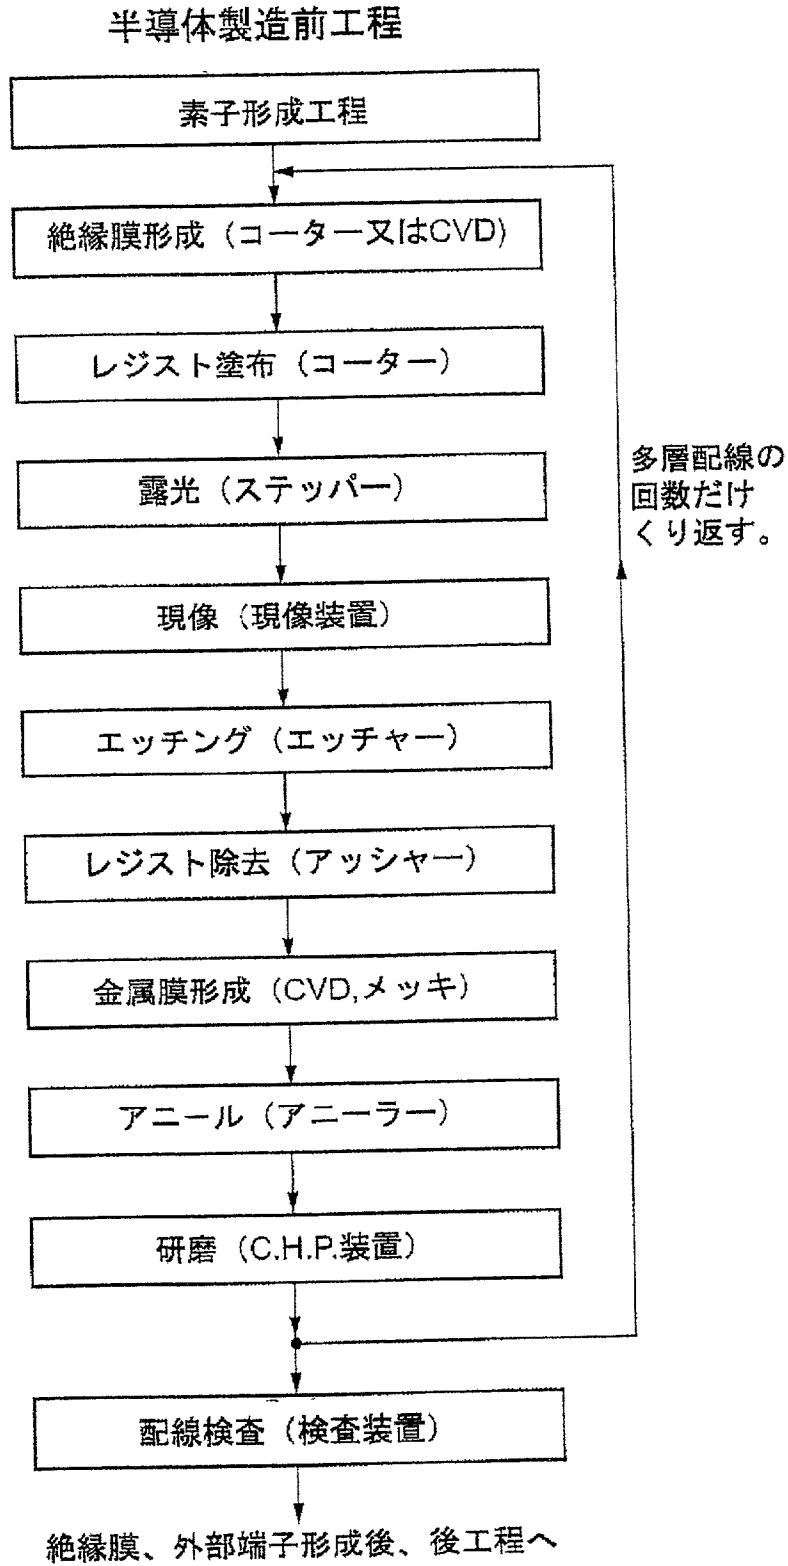 半導体製造前工程
素子形成工程
絶縁膜形成（コーター又はCVD)
レジスト塗布（コーター）
露光（ステッパー）
多層配線の
回数だけ
くり返す。
現像（現像装置）
エッチング（エッチャー）
レジスト除去（アッシャー）
金属膜形成（CVD,メッキ）
アニール（アニーラー）
研磨（C.H.P.装置）
配線検査（検査装置）
絶縁膜、外部端子形成後、後工程へ